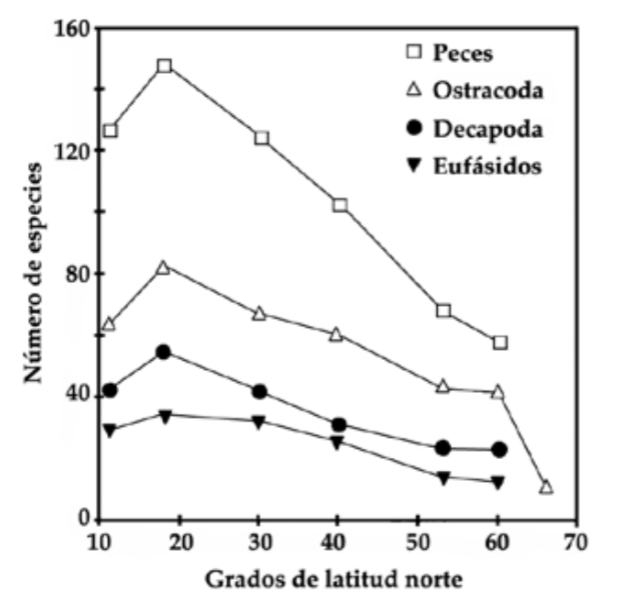 160
120
80
40
0
Número de especies
Peces
Ostracoda
Decapoda
Eufásidos
10 20 30 40 50 60 70
Grados de latitud norte